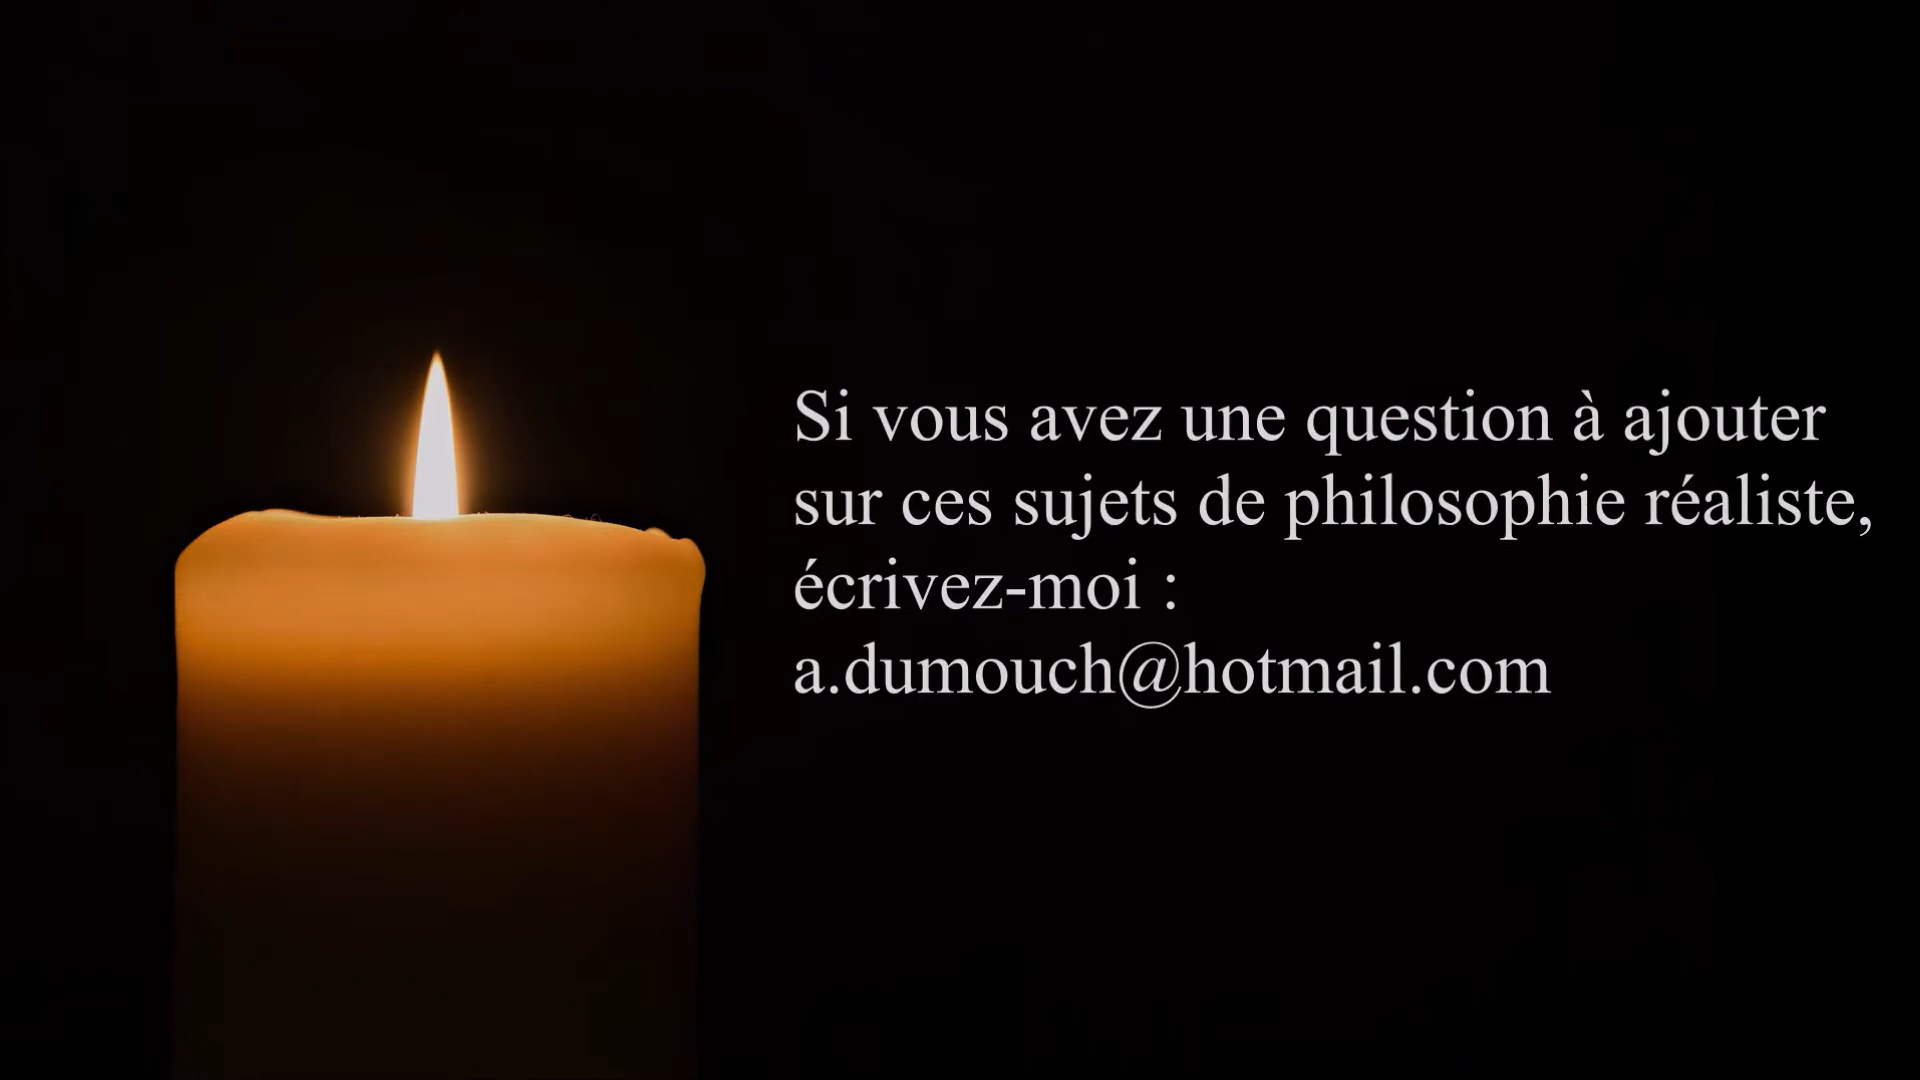 Si vous avez une question à ajouter
sur ces sujets de philosophie réaliste,
écrivez-moi :
a.dumouch@hotmail.com